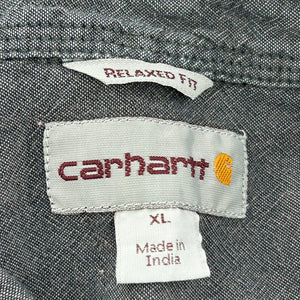 RELAXED FIT
carhartt
XL
Made in
India